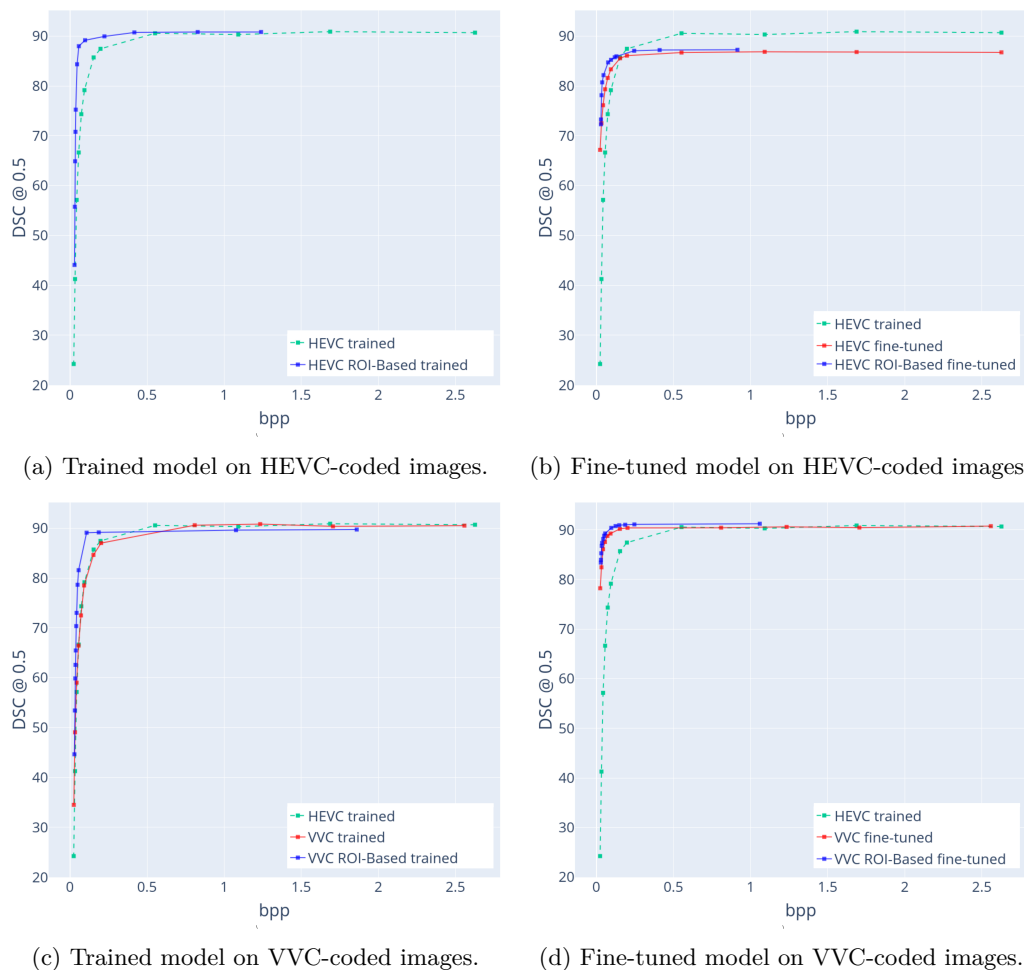 90
80
70
60
50
40
30
20
DSC @ 0.5
0
0.5
1
1.5
2
2.5
bpp
HEVC trained
HEVC ROI-Based trained
(a) Trained model on HEVC-coded images.
90
80
70
60
50
40
30
20
DSC @ 0.5
0
0.5
1
1.5
2
2.5
bpp
HEVC trained
HEVC fine-tuned
HEVC ROI-Based fine-tuned
(b) Fine-tuned model on HEVC-coded images
90
80
70
60
50
40
30
20
DSC @ 0.5
0
0.5
1
1.5
2
2.5
bpp
HEVC trained
VVC trained
VVC ROI-Based trained
(c) Trained model on VVC-coded images.
90
80
70
60
50
40
30
20
DSC @ 0.5
0
0.5
1
1.5
2
2.5
bpp
HEVC trained
VVC fine-tuned
VVC ROI-Based fine-tuned
(d) Fine-tuned model on VVC-coded images.